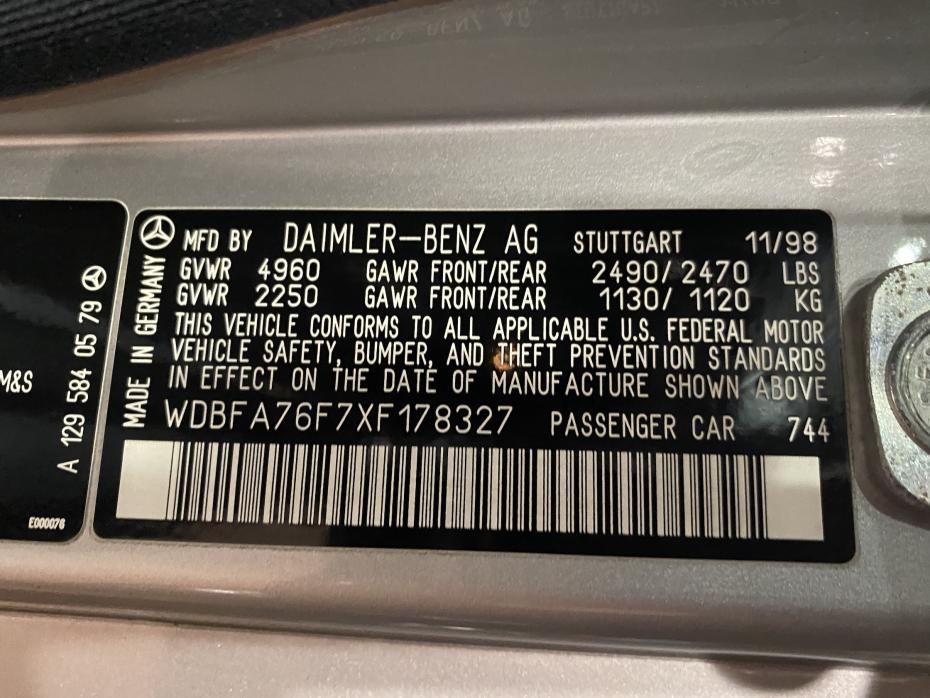 M&S
A 129 584 05 79
E000076
MADE IN GERMANY
MFD BY DAIMLER-BENZ AG STUTTGART 11/98
GVWR 4960 GAWR FRONT/REAR 2490/2470 LBS
GVWR 2250 GAWR FRONT/REAR 1130/1120 KG
THIS VEHICLE CONFORMS TO ALL APPLICABLE U.S. FEDERAL MOTOR
VEHICLE SAFETY, BUMPER, AND THEFT PREVENTION STANDARDS
IN EFFECT ON THE DATE OF MANUFACTURE SHOWN ABOVE
WDBFA76F7XF178327 PASSENGER CAR 744